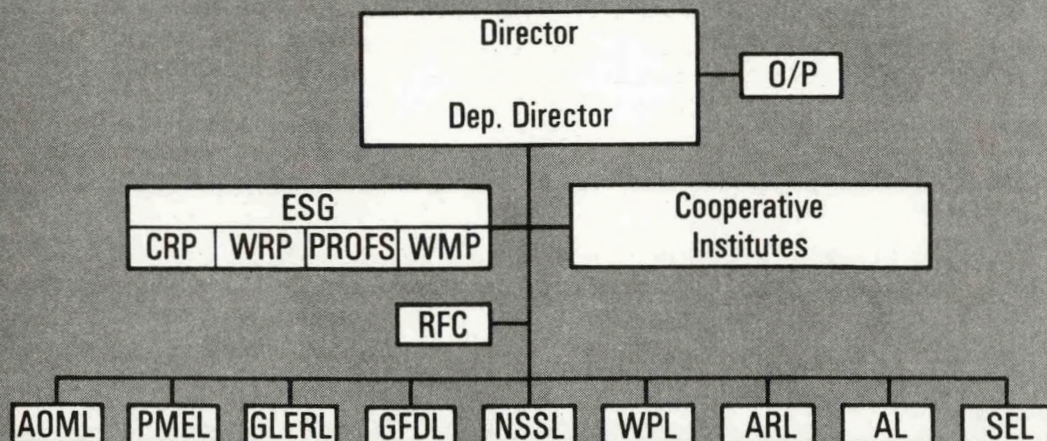 Director
Dep. Director
O/P
ESG
CRP WRP PROFS WMP
Cooperative
Institutes
RFC
AOML PMEL GLERL GFDL NSSL WPL ARL AL SEL